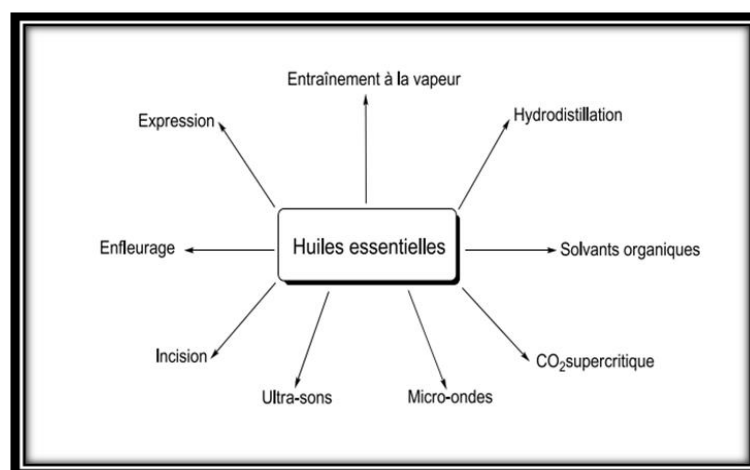 Entraînement à la vapeur
Expression
Hydrodistillation
Enfleurage
Huiles essentielles
Solvants organiques
Incision
CO₂supercritique
Ultra-sons
Micro-ondes